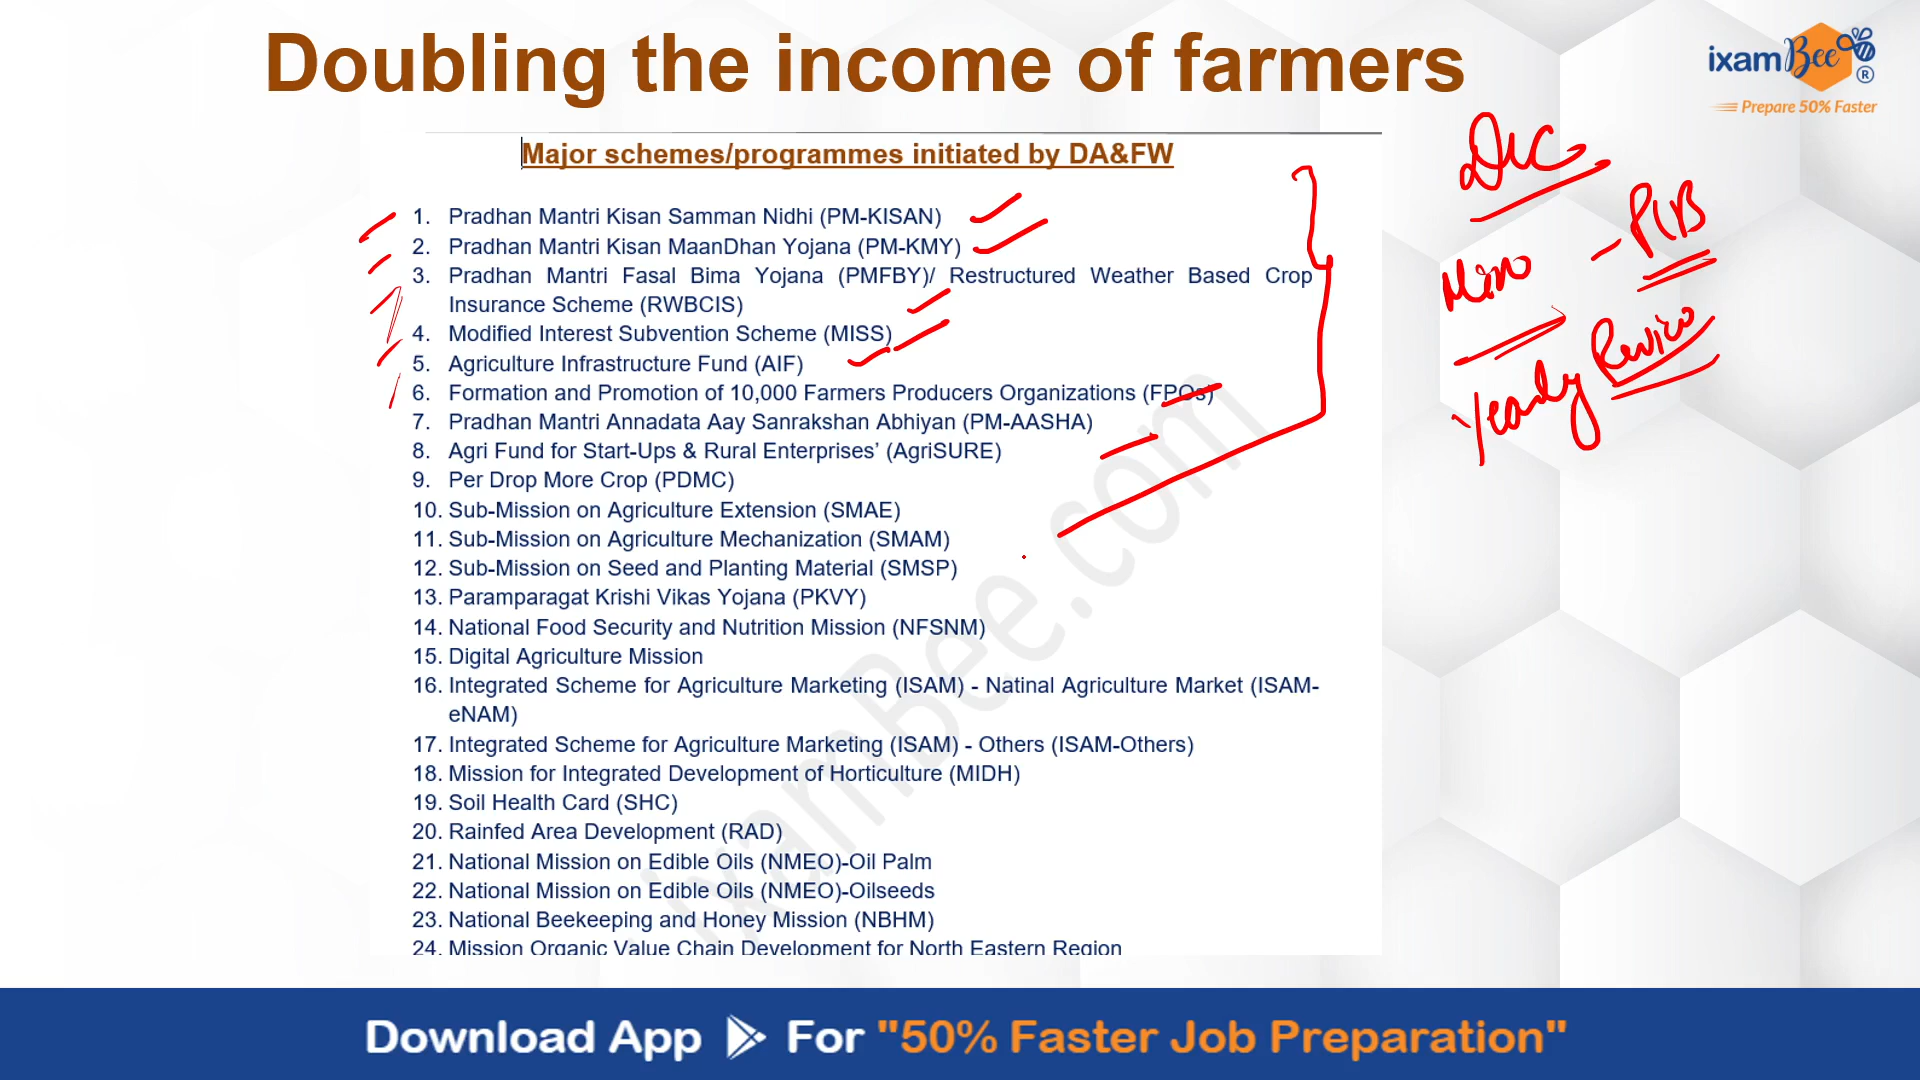 Doubling the income of farmers
ixamBee
®
Prepare 50% Faster
Major schemes/programmes initiated by DA&FW
1. Pradhan Mantri Kisan Samman Nidhi (PM-KISAN)
2. Pradhan Mantri Kisan MaanDhan Yojana (PM-KMY)
3. Pradhan Mantri Fasal Bima Yojana (PMFBY)/ Restructured Weather Based Crop
Insurance Scheme (RWBCIS)
4. Modified Interest Subvention Scheme (MISS)
5. Agriculture Infrastructure Fund (AIF)
6. Formation and Promotion of 10,000 Farmers Producers Organizations (FPOs)
7. Pradhan Mantri Annadata Aay Sanrakshan Abhiyan (PM-AASHA)
8. Agri Fund for Start-Ups & Rural Enterprises’ (AgriSURE)
9. Per Drop More Crop (PDMC)
10. Sub-Mission on Agriculture Extension (SMAE)
11. Sub-Mission on Agriculture Mechanization (SMAM)
12. Sub-Mission on Seed and Planting Material (SMSP)
13. Paramparagat Krishi Vikas Yojana (PKVY)
14. National Food Security and Nutrition Mission (NFSNM)
15. Digital Agriculture Mission
16. Integrated Scheme for Agriculture Marketing (ISAM) - Natinal Agriculture Market (ISAM-
eNAM)
17. Integrated Scheme for Agriculture Marketing (ISAM) - Others (ISAM-Others)
18. Mission for Integrated Development of Horticulture (MIDH)
19. Soil Health Card (SHC)
20. Rainfed Area Development (RAD)
21. National Mission on Edible Oils (NMEO)-Oil Palm
22. National Mission on Edible Oils (NMEO)-Oilseeds
23. National Beekeeping and Honey Mission (NBHM)
24. Mission Organic Value Chain Development for North Eastern Region
ixamBee.com
- PIB
Yearly
Download App For "50% Faster Job Preparation"